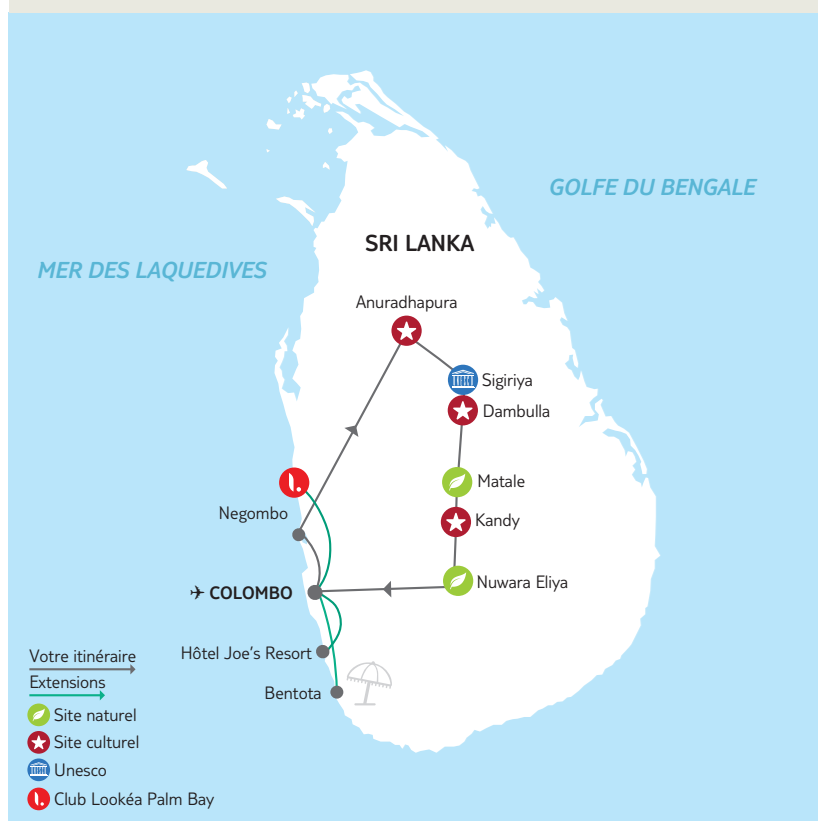 GOLFE DU BENGALE
SRI LANKA
MER DES LAQUEDIVES
Anuradhapura
Sigiriya
Dambulla
Matale
Negombo
Kandy
Nuwara Eliya
COLOMBO
Hôtel Joe's Resort
Bentota
Votre itinéraire
Extensions
Site naturel
Site culturel
Unesco
Club Lookéa Palm Bay